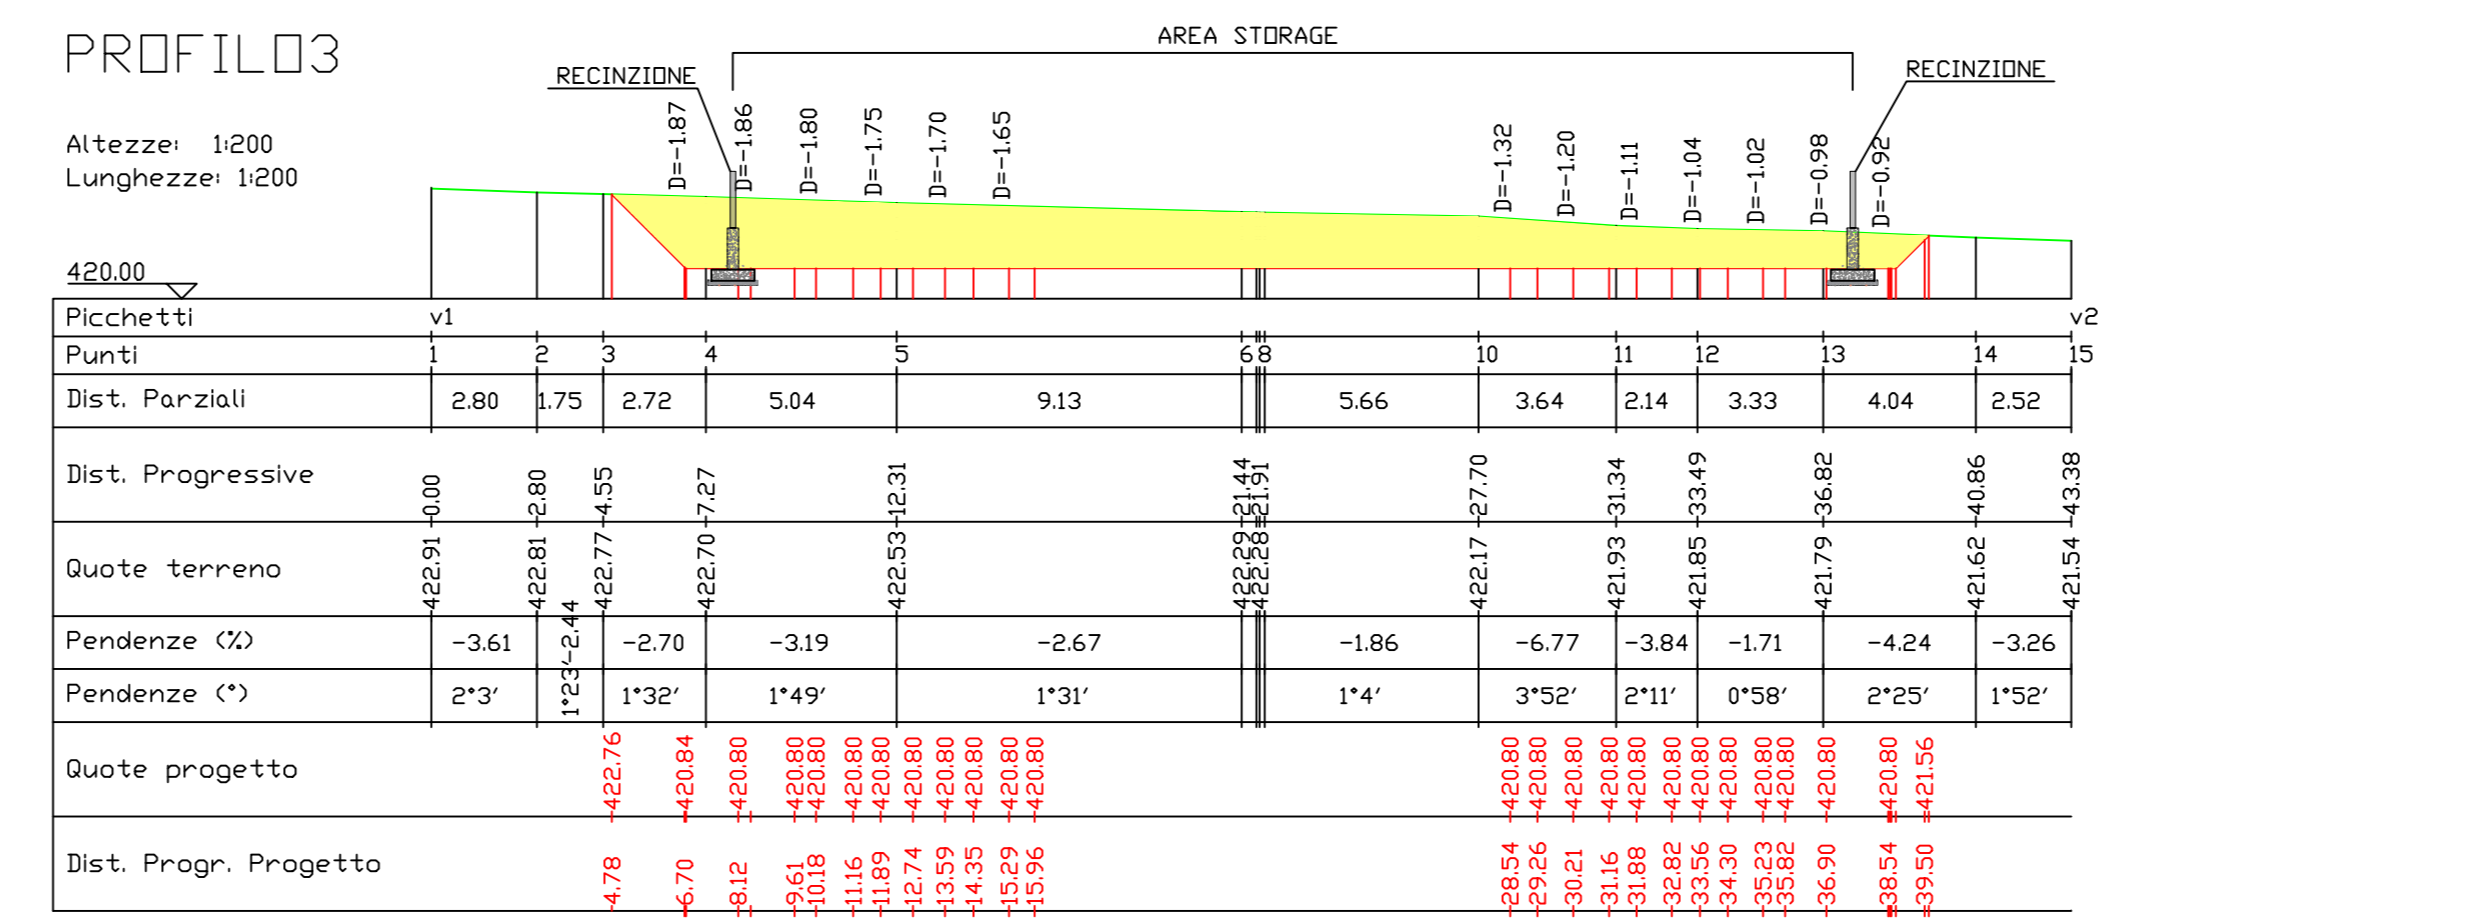 PROFILO3
AREA STORAGE
RECINZIONE
RECINZIONE
Altezze: 1:200
Lunghezze: 1:200
D=-1.87 D=-1.86 D=-1.80 D=-1.75 D=-1.70 D=-1.65 D=-1.32 D=-1.20 D=-1.11 D=-1.04 D=-1.02 D=-0.98 D=-0.92
420.00
Picchetti v1 v2
Punti 1 2 3 4 5 6 8 10 11 12 13 14 15
Dist. Parziali 2.80 1.75 2.72 5.04 9.13 5.66 3.64 2.14 3.33 4.04 2.52
Dist. Progressive 0.00 2.80 4.55 7.27 12.31 21.44 21.91 27.70 31.34 33.49 36.82 40.86 43.38
Quote terreno 422.91 422.81 422.77 422.70 422.53 422.29 422.28 422.17 421.93 421.85 421.79 421.62 421.54
Pendenze (%) -3.61 -2.44 -2.70 -3.19 -2.67 -1.86 -6.77 -3.84 -1.71 -4.24 -3.26
Pendenze (°) 2°3' 1°23' 1°32' 1°49' 1°31' 1°4' 3°52' 2°11' 0°58' 2°25' 1°52'
Quote progetto 422.76 420.84 420.80 420.80 420.80 420.80 420.80 420.80 420.80 420.80 420.80 420.80 420.80 420.80 420.80 420.80 420.80 420.80 420.80 420.80 420.80 420.80 420.80 420.80 421.56
Dist. Progr. Progetto 4.78 6.70 8.12 9.61 10.18 11.16 11.89 12.74 13.59 14.35 15.29 15.96 28.54 29.26 30.21 31.16 31.88 32.82 33.56 34.30 35.23 35.82 36.90 38.54 39.50